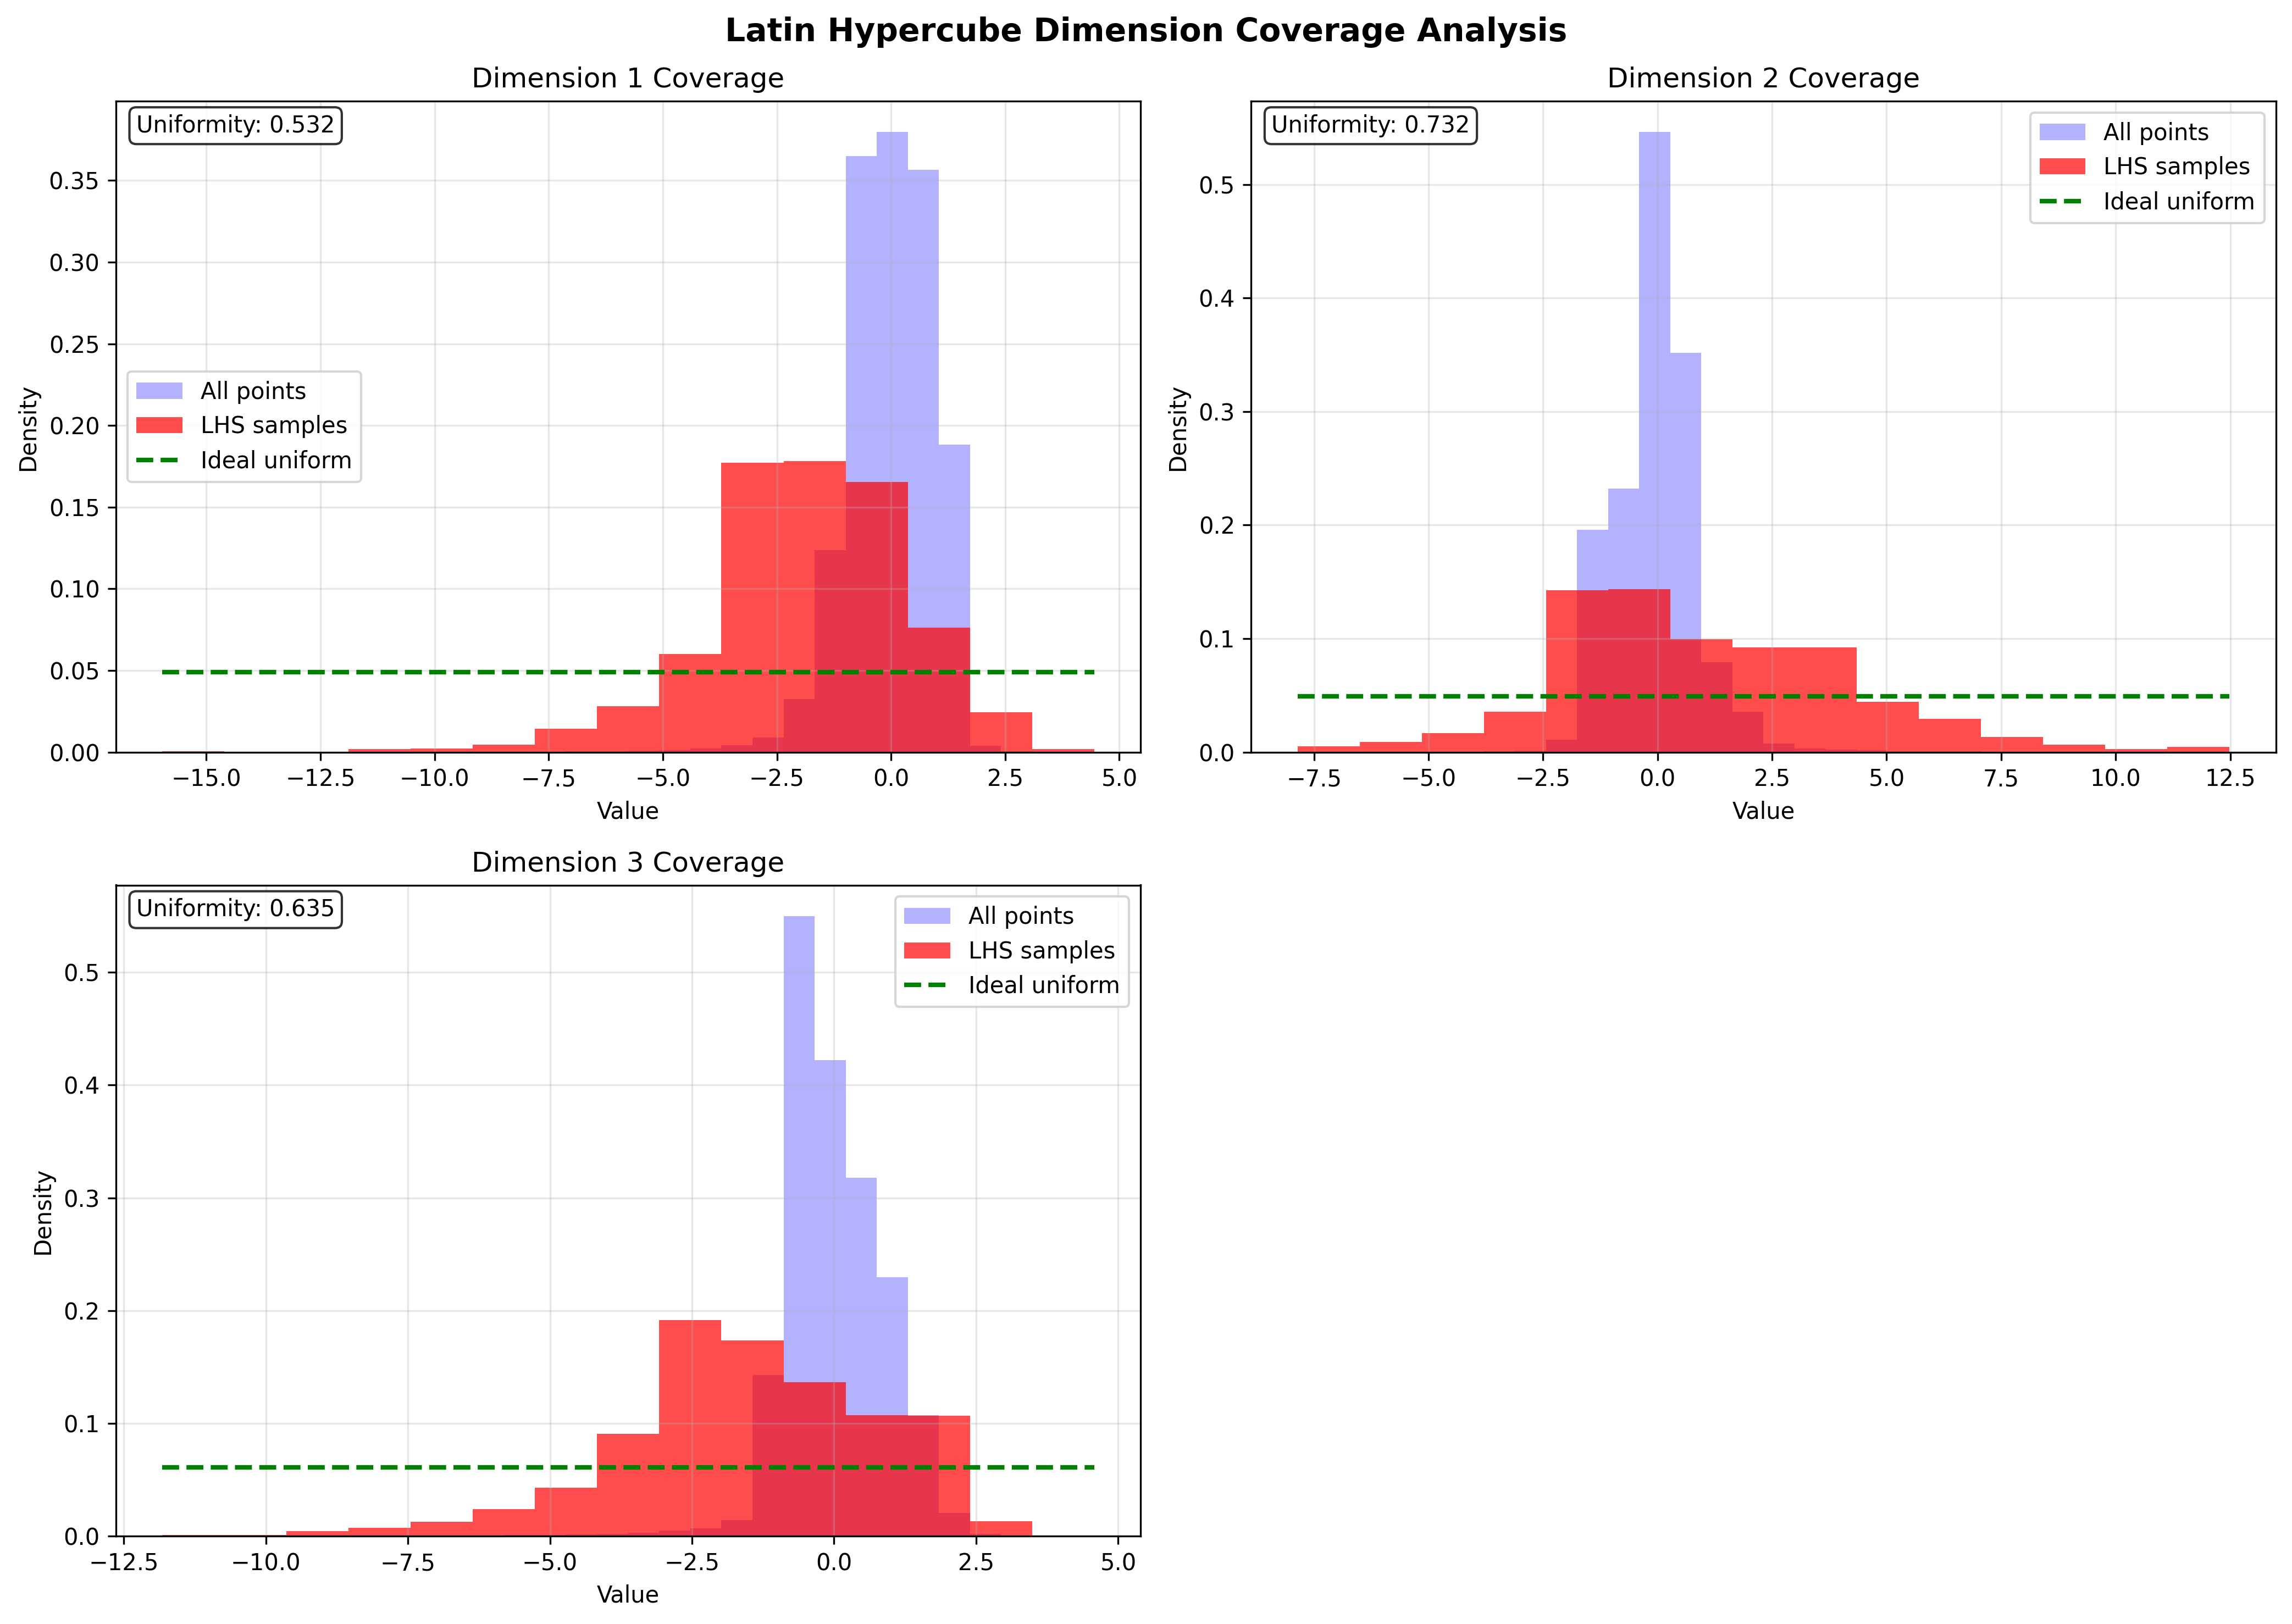 Latin Hypercube Dimension Coverage Analysis
Dimension 1 Coverage
Uniformity: 0.532
0.35
0.30
0.25
0.20
0.15
0.10
0.05
0.00
Density
All points
LHS samples
Ideal uniform
−15.0 −12.5 −10.0 −7.5 −5.0 −2.5 0.0 2.5 5.0
Value
Dimension 2 Coverage
Uniformity: 0.732
All points
LHS samples
Ideal uniform
0.5
0.4
0.3
0.2
0.1
0.0
Density
−7.5 −5.0 −2.5 0.0 2.5 5.0 7.5 10.0 12.5
Value
Dimension 3 Coverage
Uniformity: 0.635
All points
LHS samples
Ideal uniform
0.5
0.4
0.3
0.2
0.1
0.0
Density
−12.5 −10.0 −7.5 −5.0 −2.5 0.0 2.5 5.0
Value